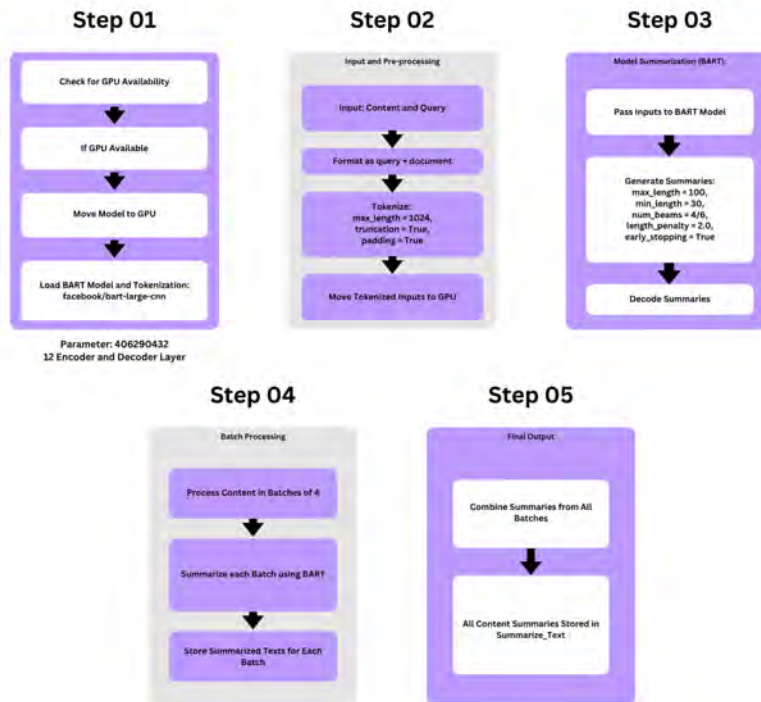 Step 01
Check for GPU Availability
If GPU Available
Move Model to GPU
Load BART Model and Tokenization:
facebook/bart-large-cnn
Parameter: 406290432
12 Encoder and Decoder Layer
Step 02
Input and Pre-processing
Input: Content and Query
Format as query + document
Tokenize:
max_length = 1024,
truncation = True,
padding = True
Move Tokenized Inputs to GPU
Step 03
Model Summurization (BART):
Pass Inputs to BART Model
Generate Summaries:
max_length = 100,
min_length = 30,
num_beams = 4/6,
length_penalty = 2.0,
early_stopping = True
Decode Summaries
Step 04
Batch Processing
Process Content in Batches of 4
Summarize each Batch using BART
Store Summarized Texts for Each
Batch
Step 05
Final Output
Combine Summaries from All
Batches
All Content Summaries Stored in
Summarize_Text